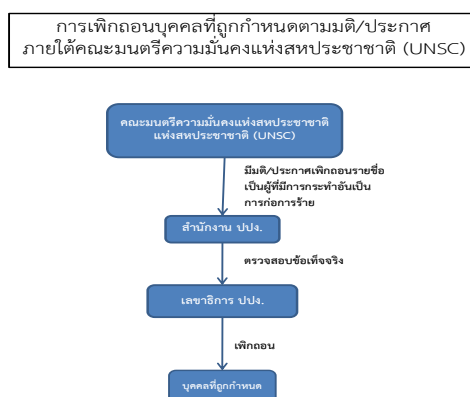 การเพิกถอนบุคคลที่ถูกกำหนดตามมติ/ประกาศ
ภายใต้คณะมนตรีความมั่นคงแห่งสหประชาชาติ (UNSC)
คณะมนตรีความมั่นคงแห่งสหประชาชาติ
แห่งสหประชาชาติ (UNSC)
มีมติ/ประกาศเพิกถอนรายชื่อ
เป็นผู้ที่มีการกระทำอันเป็น
การก่อการร้าย
สำนักงาน ปปง.
ตรวจสอบข้อเท็จจริง
เลขาธิการ ปปง.
เพิกถอน
บุคคลที่ถูกกำหนด